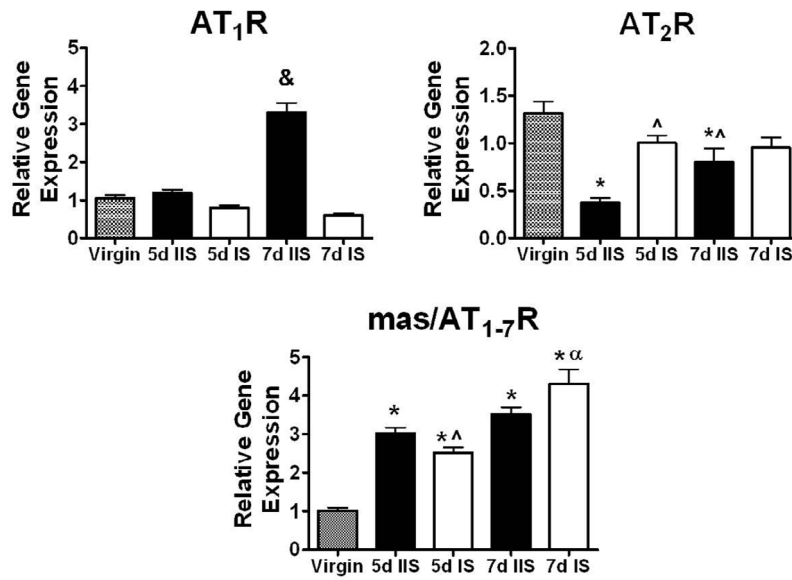 AT₁R
Relative Gene
Expression
5
4
3
2
1
0
&
Virgin 5d IIS 5d IS 7d IIS 7d IS
AT₂R
Relative Gene
Expression
2.0
1.5
1.0
0.5
0.0
*
^
*^
Virgin 5d IIS 5d IS 7d IIS 7d IS
mas/AT₁₋₇R
Relative Gene
Expression
5
4
3
2
1
0
*
*^
*
*α
Virgin 5d IIS 5d IS 7d IIS 7d IS